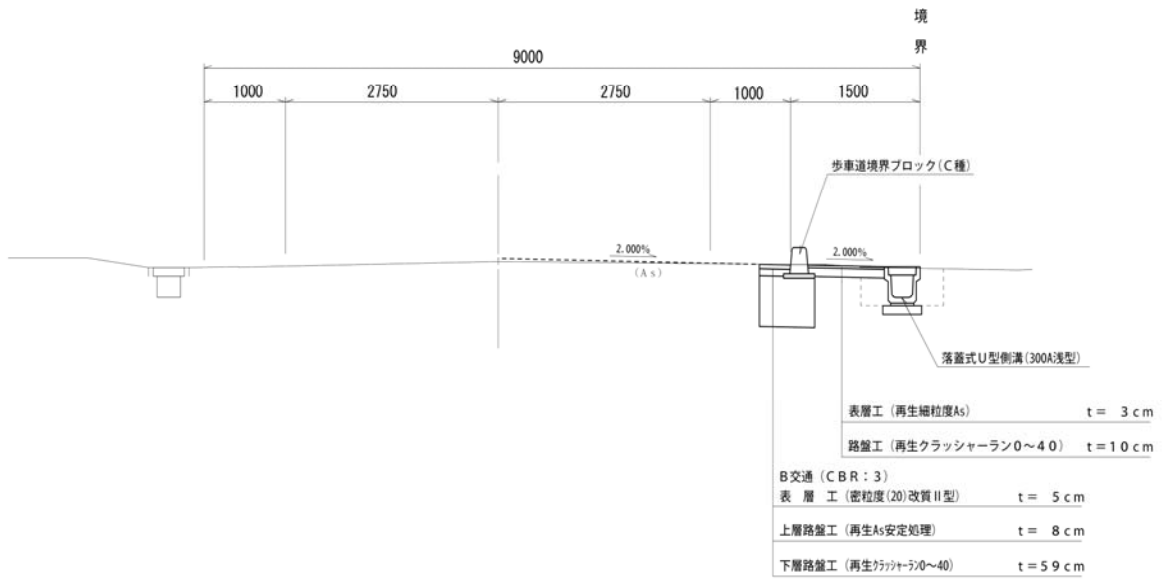 境
界
9000
1000 2750 2750 1000 1500
歩車道境界ブロック(C種)
2.000% 2.000%
(As)
落蓋式U型側溝(300A浅型)
表層工(再生細粒度As) t= 3cm
路盤工(再生クラッシャーラン0~40) t=10cm
B交通(CBR:3)
表 層 工(密粒度(20)改質Ⅱ型) t= 5cm
上層路盤工(再生As安定処理) t= 8cm
下層路盤工(再生クラッシャーラン0~40) t=59cm